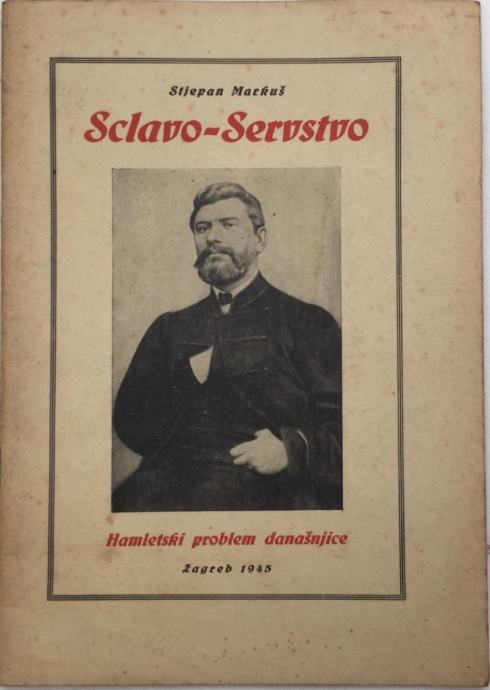 Stjepan Markuš
Sclavo-Servstvo
Hamletski problem današnjice
Zagreb 1945